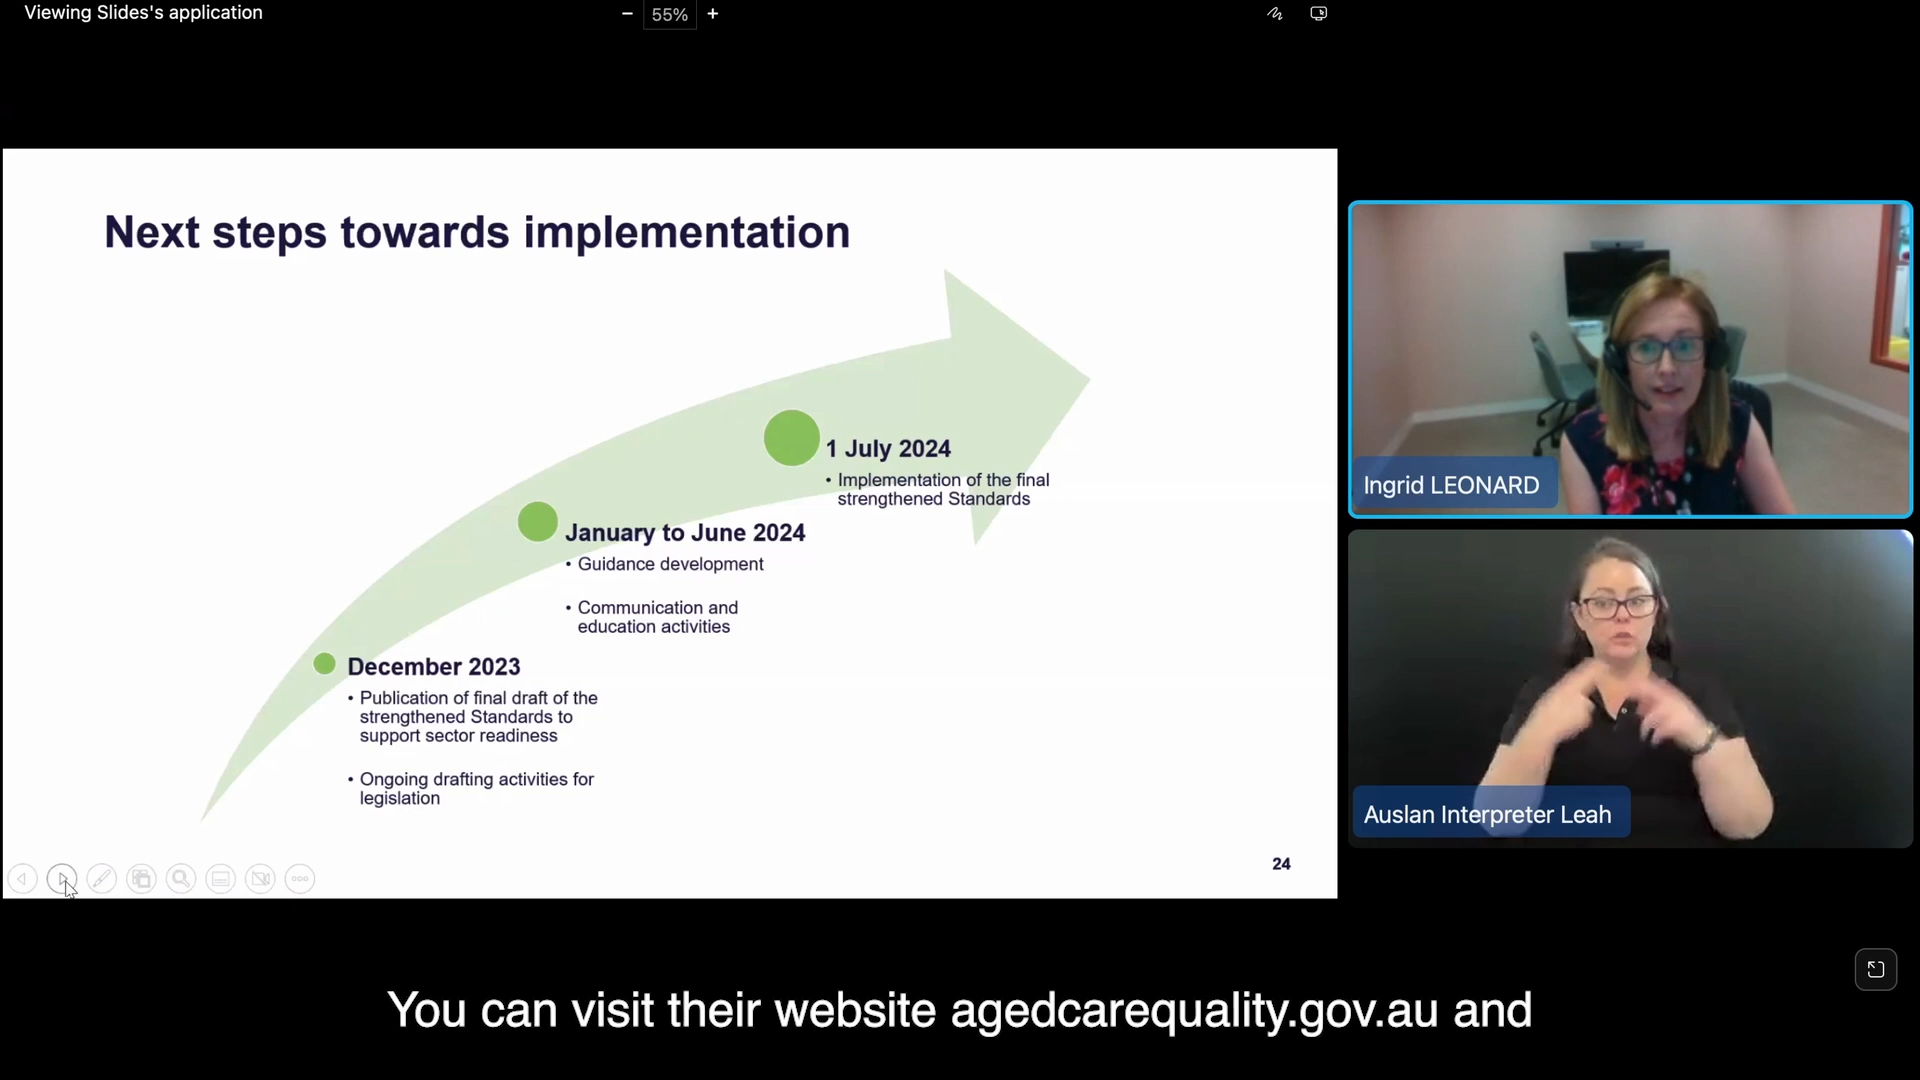 Viewing Slides's application
− 55% +
Next steps towards implementation
1 July 2024
• Implementation of the final
strengthened Standards
January to June 2024
• Guidance development
• Communication and
education activities
December 2023
• Publication of final draft of the
strengthened Standards to
support sector readiness
• Ongoing drafting activities for
legislation
24
Ingrid LEONARD
Auslan Interpreter Leah
You can visit their website agedcarequality.gov.au and